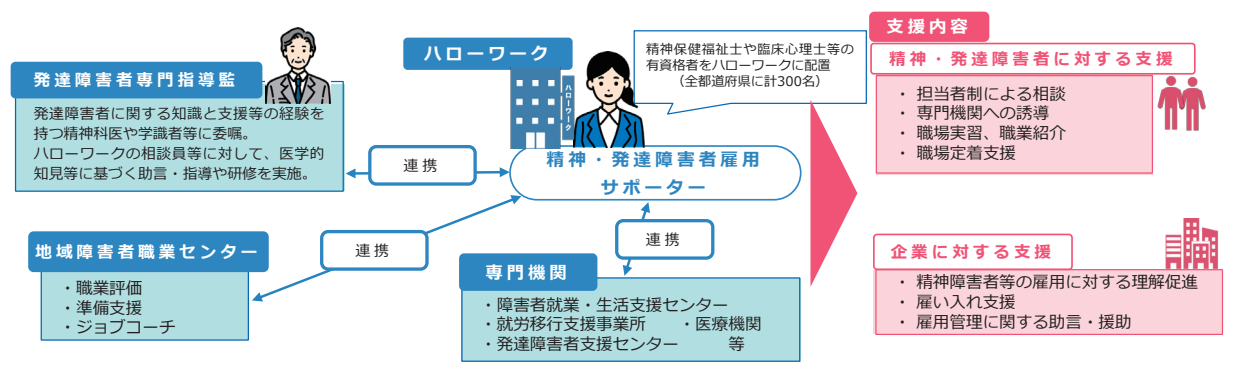 発達障害者専門指導監
発達障害者に関する知識と支援等の経験を
持つ精神科医や学識者等に委嘱。
ハローワークの相談員等に対して、医学的
知見等に基づく助言・指導や研修を実施。
連携
地域障害者職業センター
・職業評価
・準備支援
・ジョブコーチ
連携
ハローワーク
ハローワーク
精神保健福祉士や臨床心理士等の
有資格者をハローワークに配置
（全都道府県に計300名）
精神・発達障害者雇用
サポーター
連携
専門機関
・障害者就業・生活支援センター
・就労移行支援事業所　・医療機関
・発達障害者支援センター　等
支援内容
精神・発達障害者に対する支援
・担当者制による相談
・専門機関への誘導
・職場実習、職業紹介
・職場定着支援
企業に対する支援
・精神障害者等の雇用に対する理解促進
・雇い入れ支援
・雇用管理に関する助言・援助